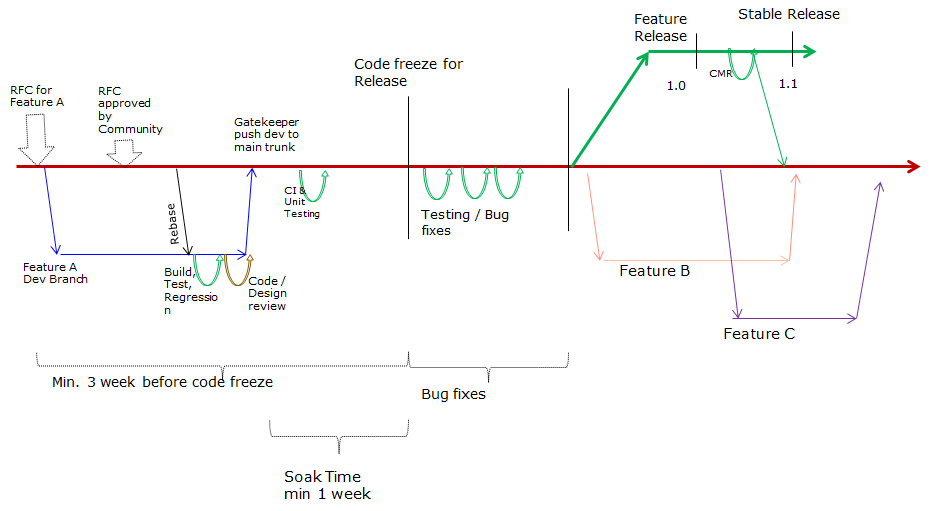 Feature
Release
Stable Release
Code freeze for
Release
CMR
1.0
1.1
RFC for
Feature A
RFC
approved
by
Community
Gatekeeper
push dev to
main trunk
Rebase
CI &
Unit
Testing
Testing / Bug
fixes
Feature A
Dev Branch
Build,
Test,
Regressio
n
Code /
Design
review
Feature B
Feature C
Min. 3 week before code freeze
Bug fixes
Soak Time
min 1 week